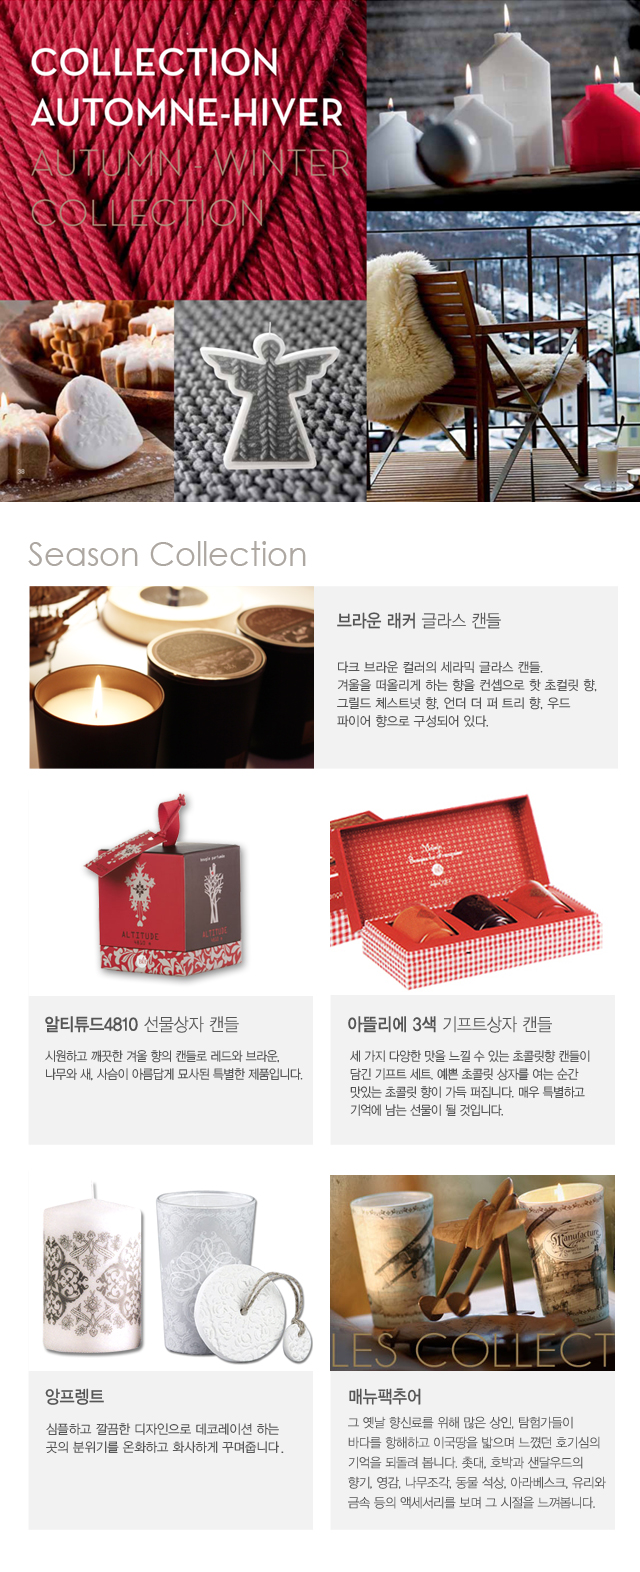 COLLECTION
AUTOMNE-HIVER
AUTUMN - WINTER
COLLECTION
38
Season Collection
브라운 래커 글라스 캔들
다크 브라운 컬러의 세라믹 글라스 캔들.
겨울을 떠올리게 하는 향을 컨셉으로 핫 초컬릿 향,
그릴드 체스트넛 향, 언더 더 퍼 트리 향, 우드
파이어 향으로 구성되어 있다.
ALTITUDE
ALTITUDE
알티튜드4810 선물상자 캔들
시원하고 깨끗한 겨울 향의 캔들로 레드와 브라운,
나무와 새, 사슴이 아름답게 묘사된 특별한 제품입니다.
아뜰리에 3색 기프트상자 캔들
세 가지 다양한 맛을 느낄 수 있는 초콜릿향 캔들이
담긴 기프트 세트. 예쁜 초콜릿 상자를 여는 순간
맛있는 초콜릿 향이 가득 퍼집니다. 매우 특별하고
기억에 남는 선물이 될 것입니다.
Manufacture
LES COLLECT
앙프렝트
심플하고 깔끔한 디자인으로 데코레이션 하는
곳의 분위기를 온화하고 화사하게 꾸며줍니다.
매뉴팩추어
그 옛날 향신료를 위해 많은 상인, 탐험가들이
바다를 항해하고 이국땅을 밟으며 느꼈던 호기심의
기억을 되돌려 봅니다. 촛대, 호박과 샌달우드의
향기, 영감, 나무조각, 동물 석상, 아라베스크, 유리와
금속 등의 액세서리를 보며 그 시절을 느껴봅니다.